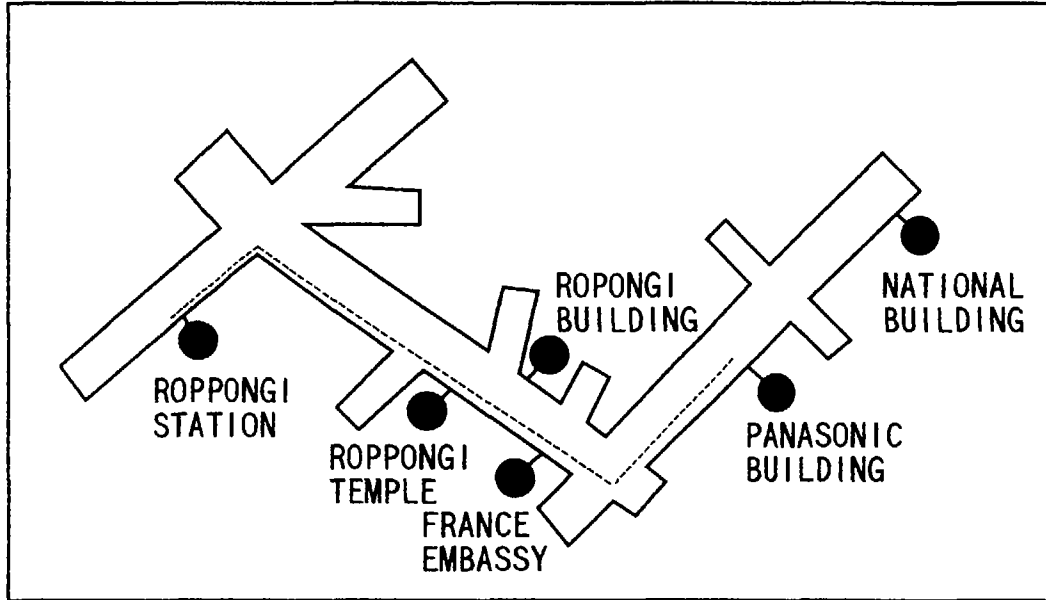 ROPONGI
BUILDING
NATIONAL
BUILDING
ROPPONGI
STATION
PANASONIC
BUILDING
ROPPONGI
TEMPLE
FRANCE
EMBASSY